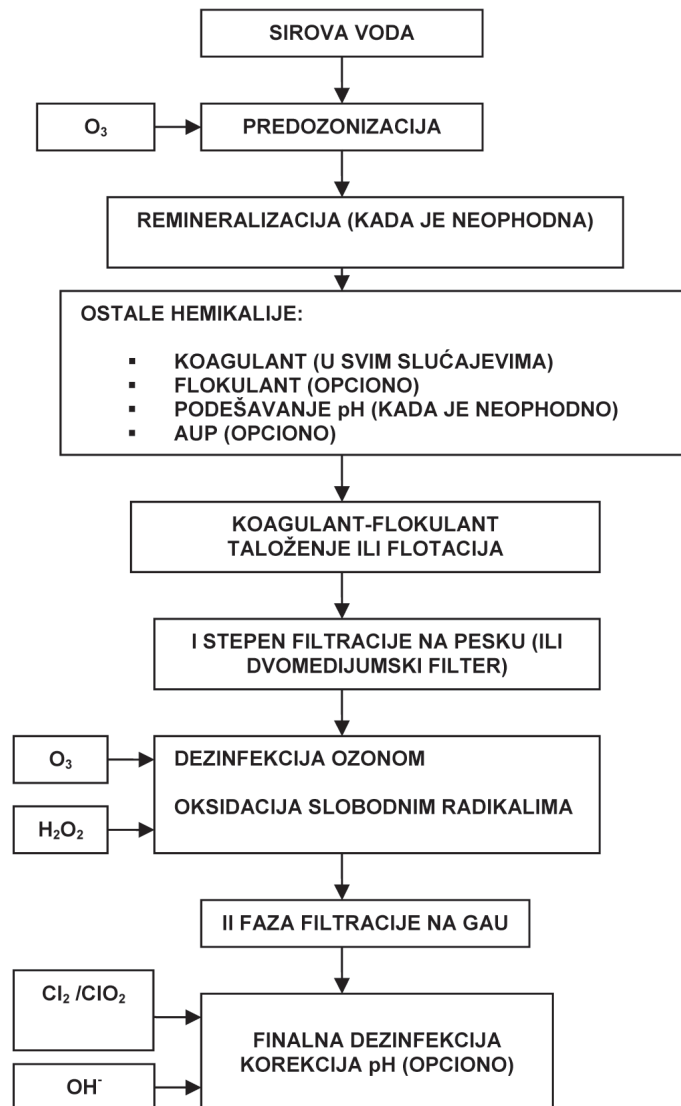 SIROVA VODA
O₃
PREDOZONIZACIJA
REMINERALIZACIJA (KADA JE NEOPHODNA)
OSTALE HEMIKALIJE:
▪ KOAGULANT (U SVIM SLUĆAJEVIMA)
▪ FLOKULANT (OPCIONO)
▪ PODEŠAVANJE pH (KADA JE NEOPHODNO)
▪ AUP (OPCIONO)
KOAGULANT-FLOKULANT
TALOŽENJE ILI FLOTACIJA
I STEPEN FILTRACIJE NA PESKU (ILI
DVOMEDIJUMSKI FILTER)
O₃
DEZINFEKCIJA OZONOM
H₂O₂
OKSIDACIJA SLOBODNIM RADIKALIMA
II FAZA FILTRACIJE NA GAU
Cl₂ /ClO₂
FINALNA DEZINFEKCIJA
KOREKCIJA pH (OPCIONO)
OH⁻